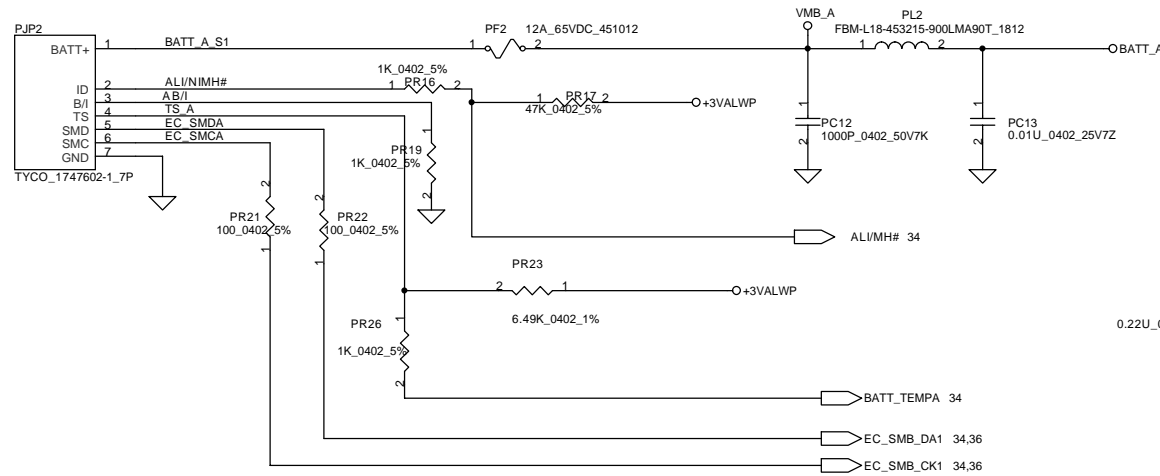 PJP2
BATT+
1
BATT_A_S1
1
PF2
2
12A_65VDC_451012
VMB_A
PL2
FBM-L18-453215-900LMA90T_1812
1
2
BATT_A
ID
2
ALI/NIMH#
1K_0402_5%
1
PR16
2
B/I
3
AB/I
1
PR17
2
47K_0402_5%
+3VALWP
TS
4
TS_A
SMD
5
EC_SMDA
SMC
6
EC_SMCA
GND
7
TYCO_1747602-1_7P
1
PR19
1K_0402_5%
2
1
PC12
1000P_0402_50V7K
2
1
PC13
0.01U_0402_25V7Z
2
2
PR21
100_0402_5%
1
2
PR22
100_0402_5%
1
ALI/MH# 34
PR23
2
1
+3VALWP
6.49K_0402_1%
1
PR26
1K_0402_5%
2
0.22U_0
BATT_TEMPA 34
EC_SMB_DA1 34,36
EC_SMB_CK1 34,36